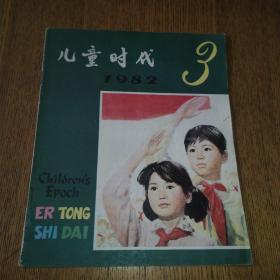 儿童时代
1982
3
Children's
Epoch
ER TONG
SHI DAI